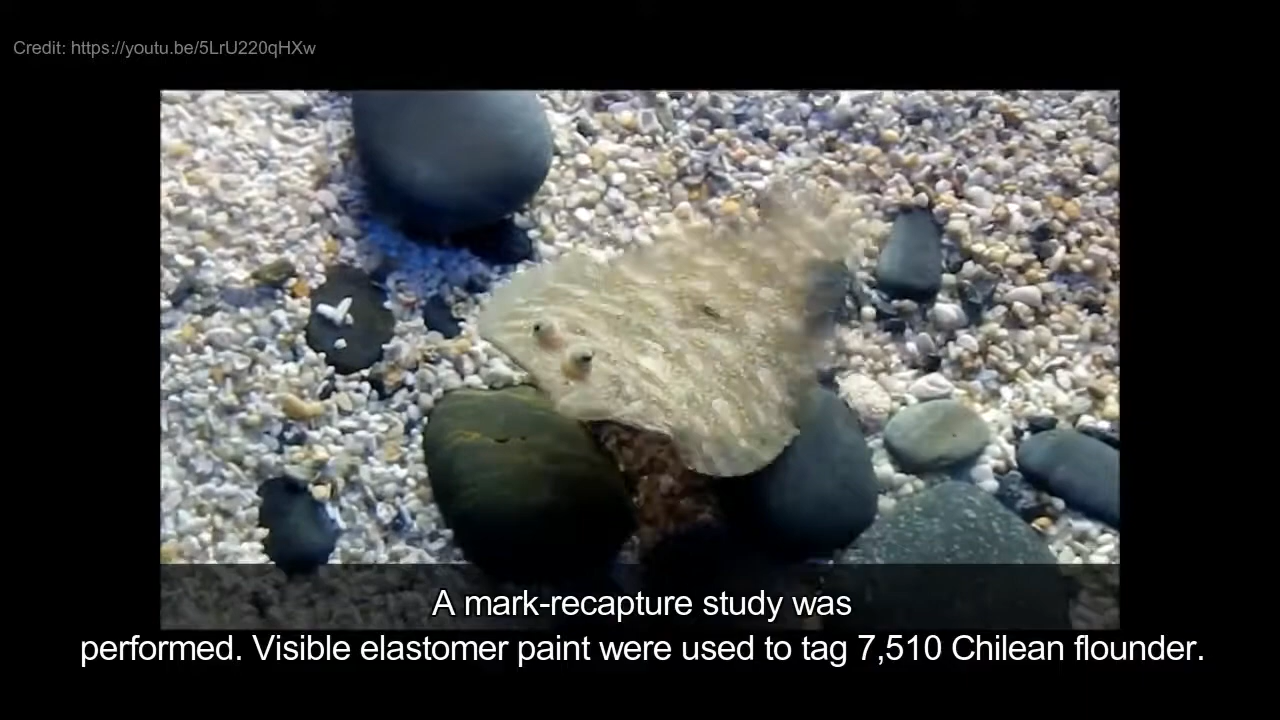 Credit: https://youtu.be/5LrU220qHXw
A mark-recapture study was
performed. Visible elastomer paint were used to tag 7,510 Chilean flounder.